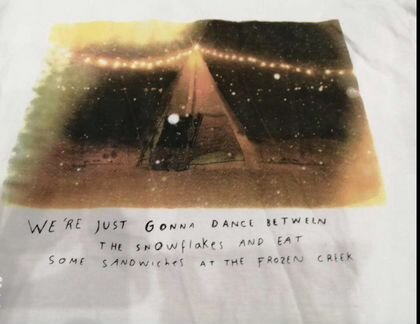 WE'RE JUST GONNA DANCE BETWEEN
THE SNOWflakes AND EAT
SOME SANDWiches AT THE FROZEN CREEK